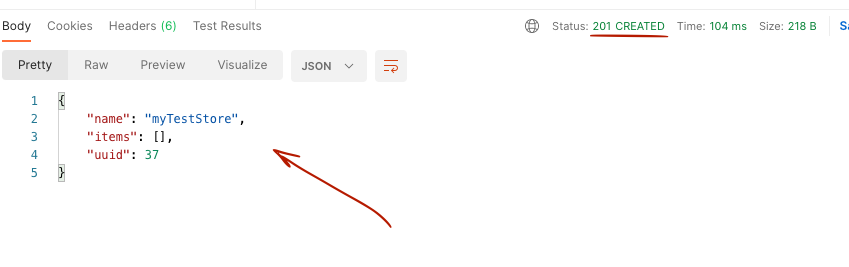 Body Cookies Headers (6) Test Results Status: 201 CREATED Time: 104 ms Size: 218 B
Pretty Raw Preview Visualize JSON
1 {
2 "name": "myTestStore",
3 "items": [],
4 "uuid": 37
5 }